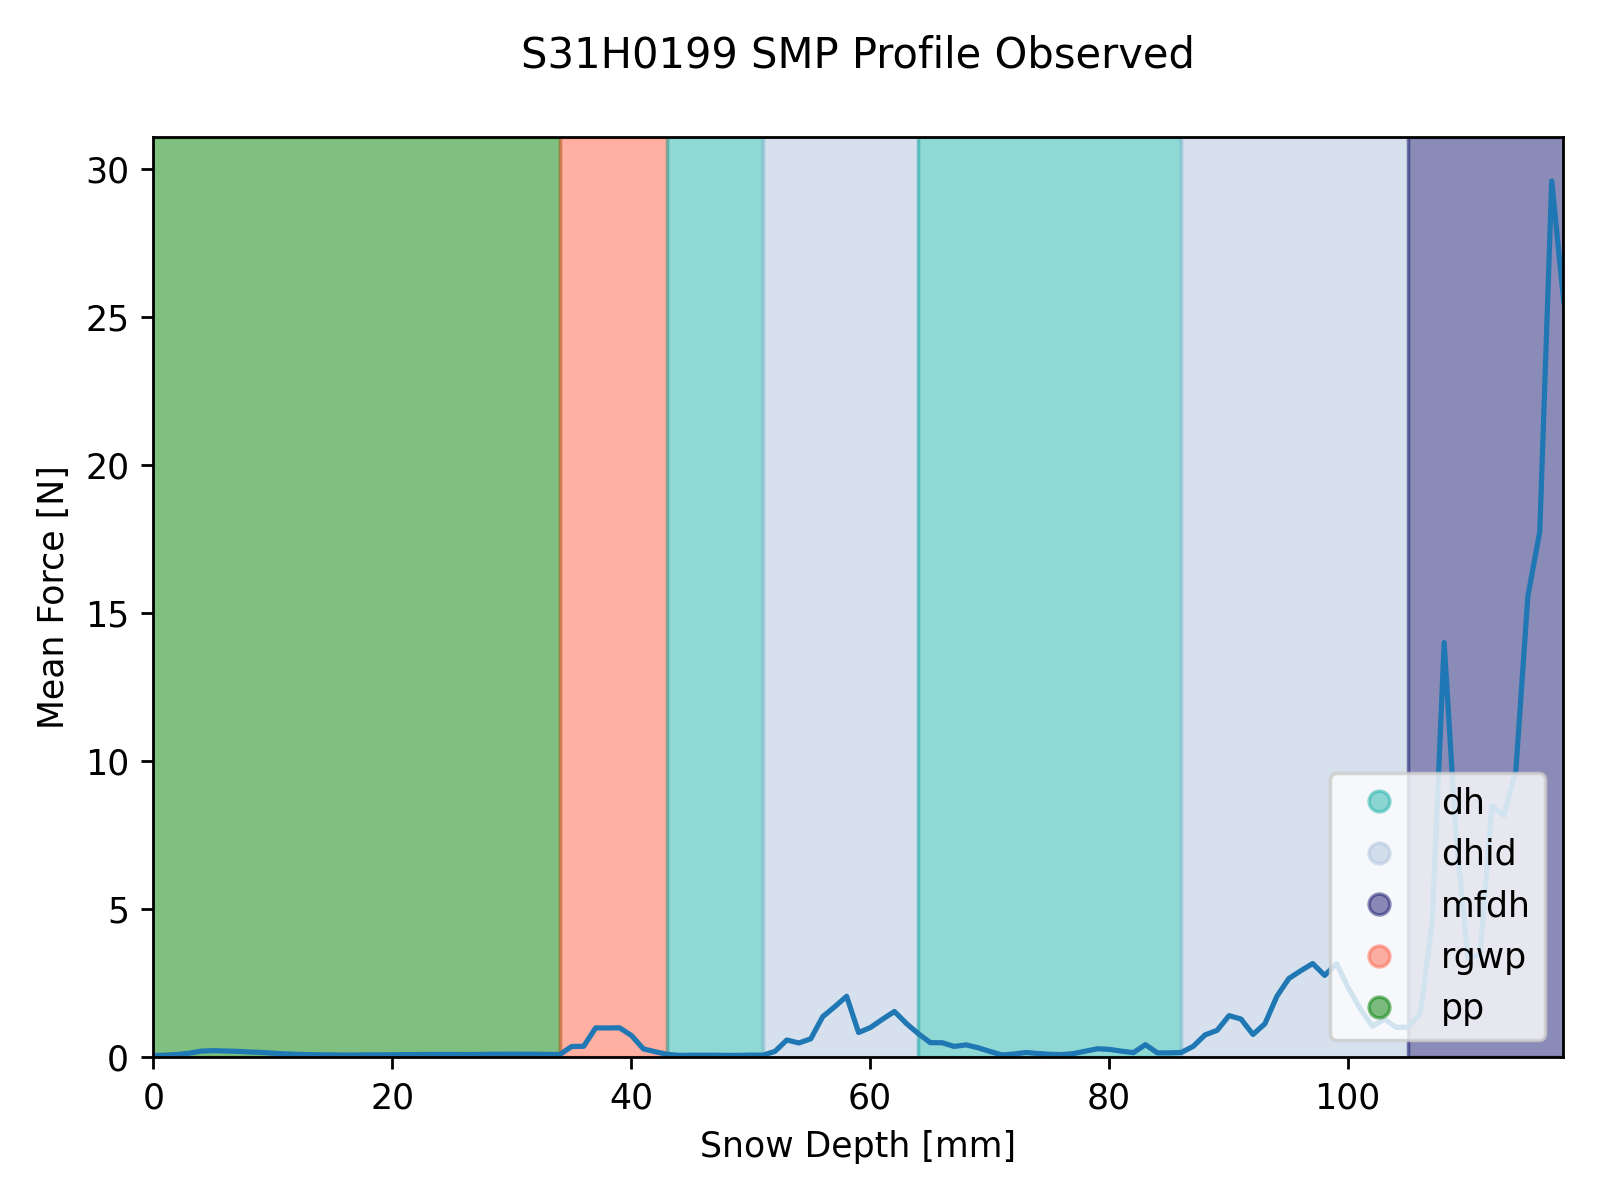 S31H0199 SMP Profile Observed
30
25
20
15
10
5
0
Mean Force [N]
0 20 40 60 80 100
Snow Depth [mm]
dh
dhid
mfdh
rgwp
pp